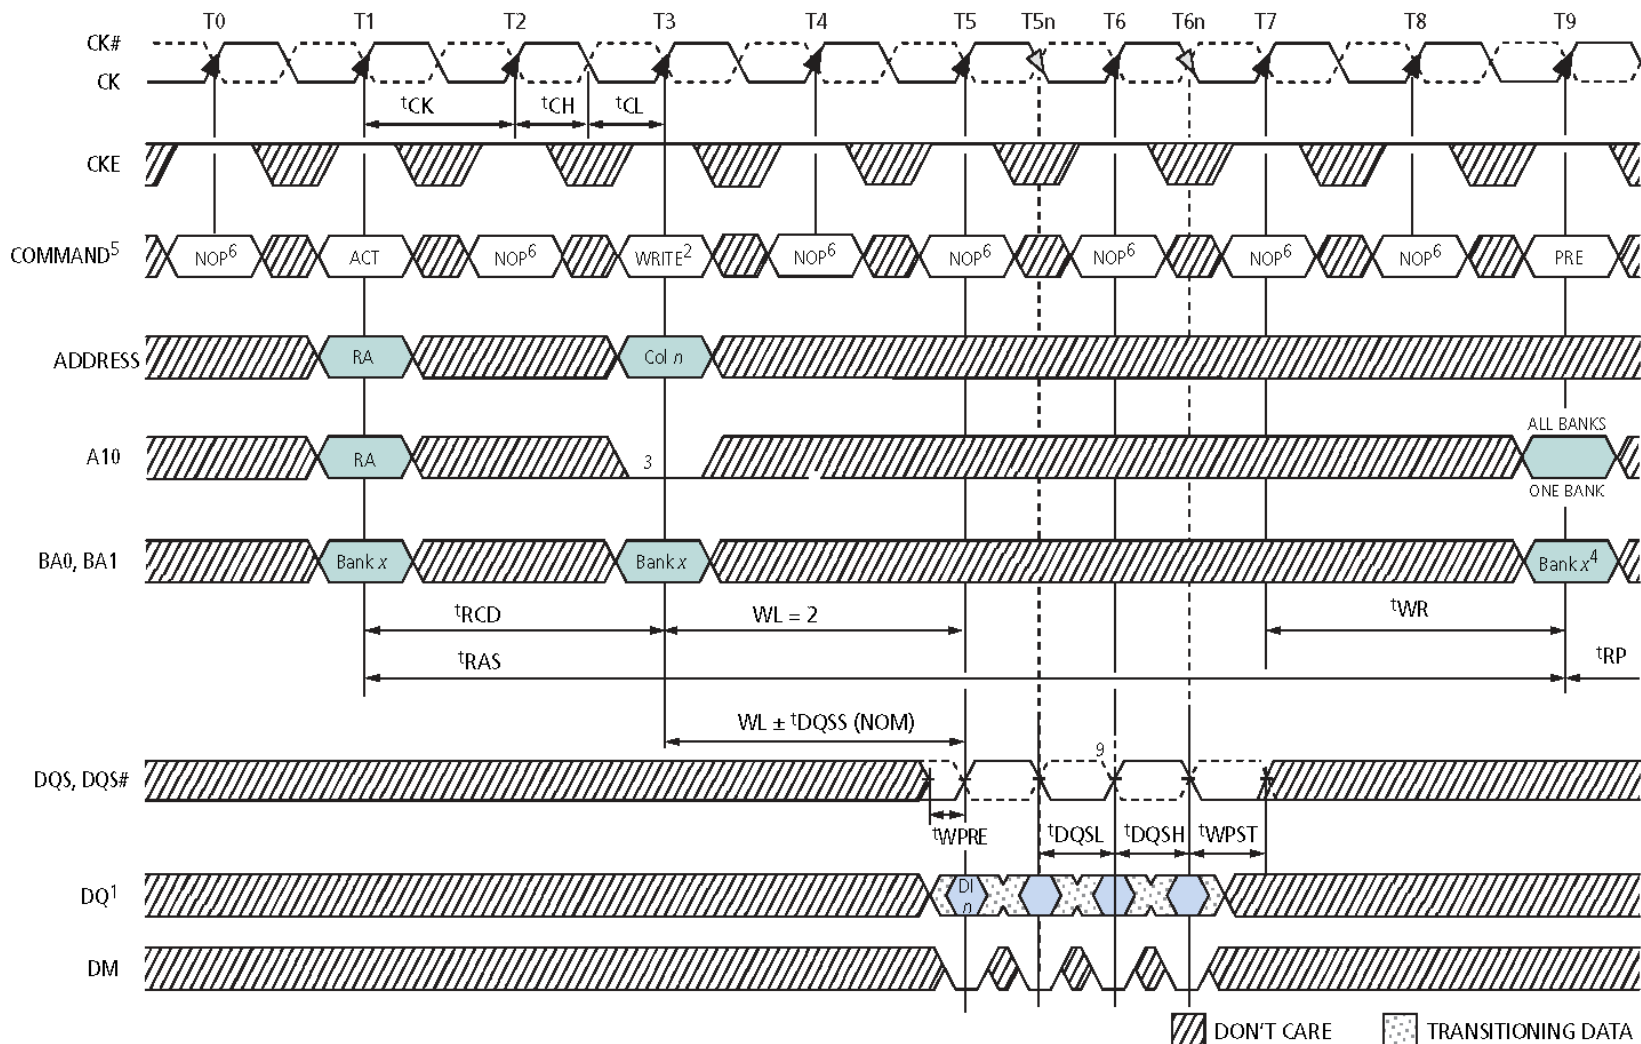 T0 T1 T2 T3 T4 T5 T5n T6 T6n T7 T8 T9
CK#
CK
tCK tCH tCL
CKE
COMMAND5 NOP6 ACT NOP6 WRITE2 NOP6 NOP6 NOP6 NOP6 NOP6 PRE
ADDRESS RA Col n
ALL BANKS
A10 RA 3
ONE BANK
BA0, BA1 Bank x Bank x Bank x4
tRCD WL = 2 tWR
tRAS tRP
WL ± tDQSS (NOM)
9
DQS, DQS#
tWPRE tDQSL tDQSH tWPST
DQ1 DI
n
DM
DON'T CARE TRANSITIONING DATA